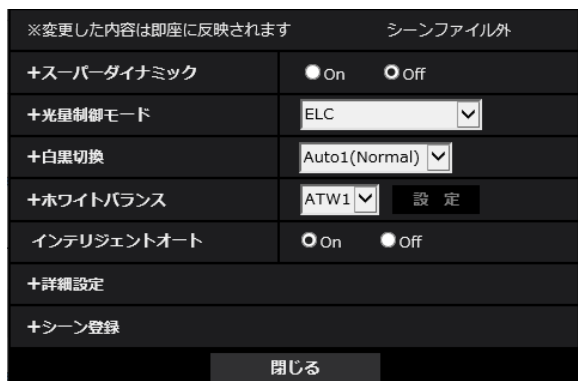 ※変更した内容は即座に反映されます シーンファイル外
+スーパーダイナミック On Off
+光量制御モード ELC
+白黒切換 Auto1(Normal)
+ホワイトバランス ATW1 設 定
インテリジェントオート On Off
+詳細設定
+シーン登録
閉じる